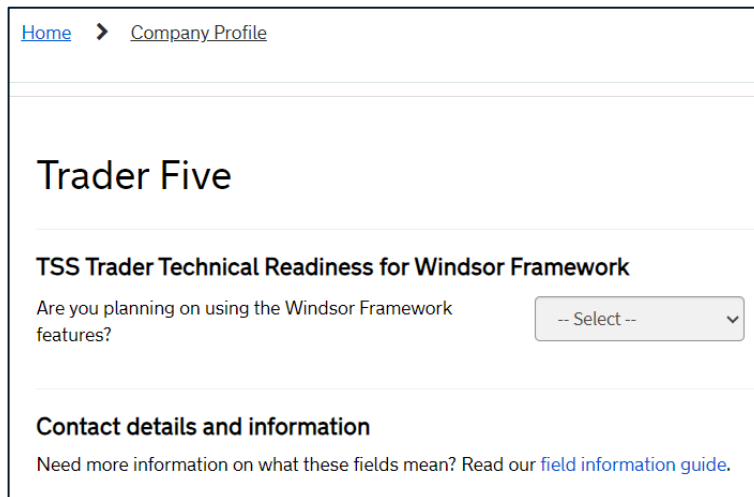 Home > Company Profile
Trader Five
TSS Trader Technical Readiness for Windsor Framework
Are you planning on using the Windsor Framework
features?
-- Select --
Contact details and information
Need more information on what these fields mean? Read our field information guide.